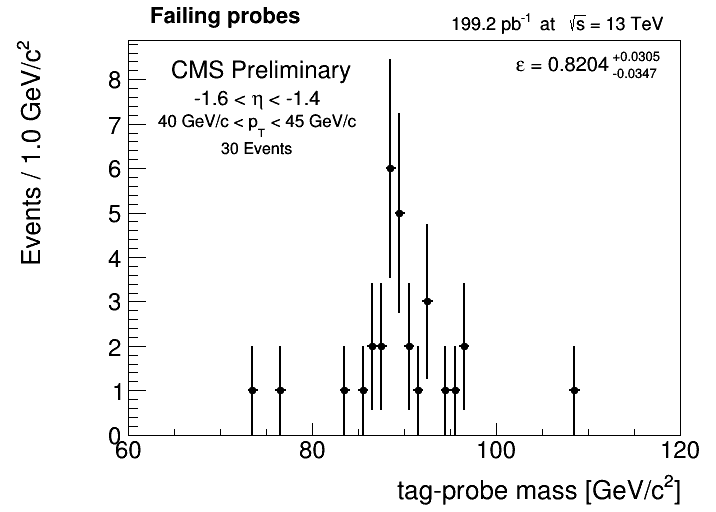 Failing probes
199.2 pb⁻¹ at √s = 13 TeV
CMS Preliminary
-1.6 < η < -1.4
40 GeV/c < p_T < 45 GeV/c
30 Events
ε = 0.8204 +0.0305 -0.0347
Events / 1.0 GeV/c²
8
7
6
5
4
3
2
1
0
60 80 100 120
tag-probe mass [GeV/c²]